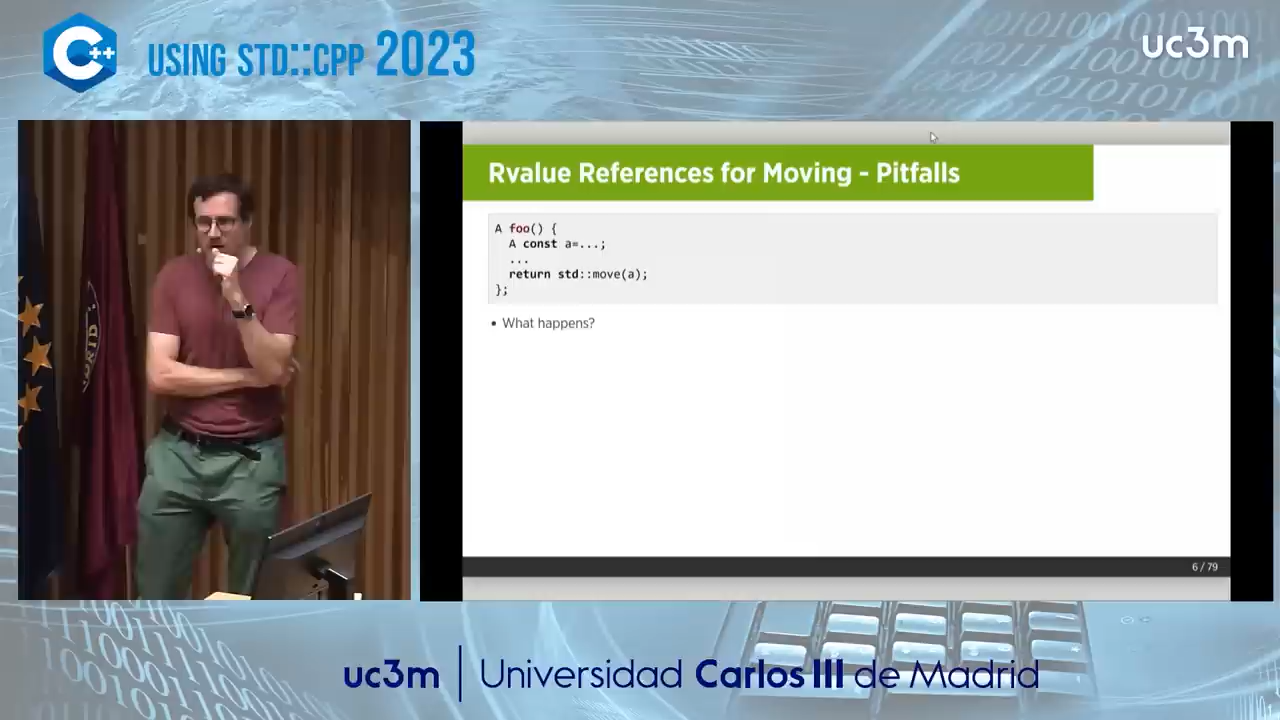 C++
USING STD::CPP 2023
uc3m
Rvalue References for Moving - Pitfalls
A foo() {
A const a=...;
...
return std::move(a);
};
• What happens?
6 / 79
uc3m | Universidad Carlos III de Madrid